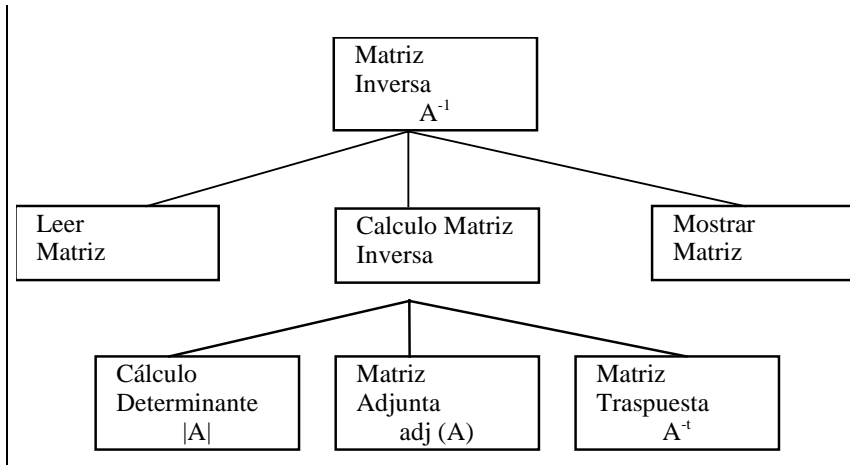 Matriz
Inversa
A⁻¹
Leer
Matriz
Calculo Matriz
Inversa
Mostrar
Matriz
Cálculo
Determinante
|A|
Matriz
Adjunta
adj (A)
Matriz
Traspuesta
A⁻ᵗ